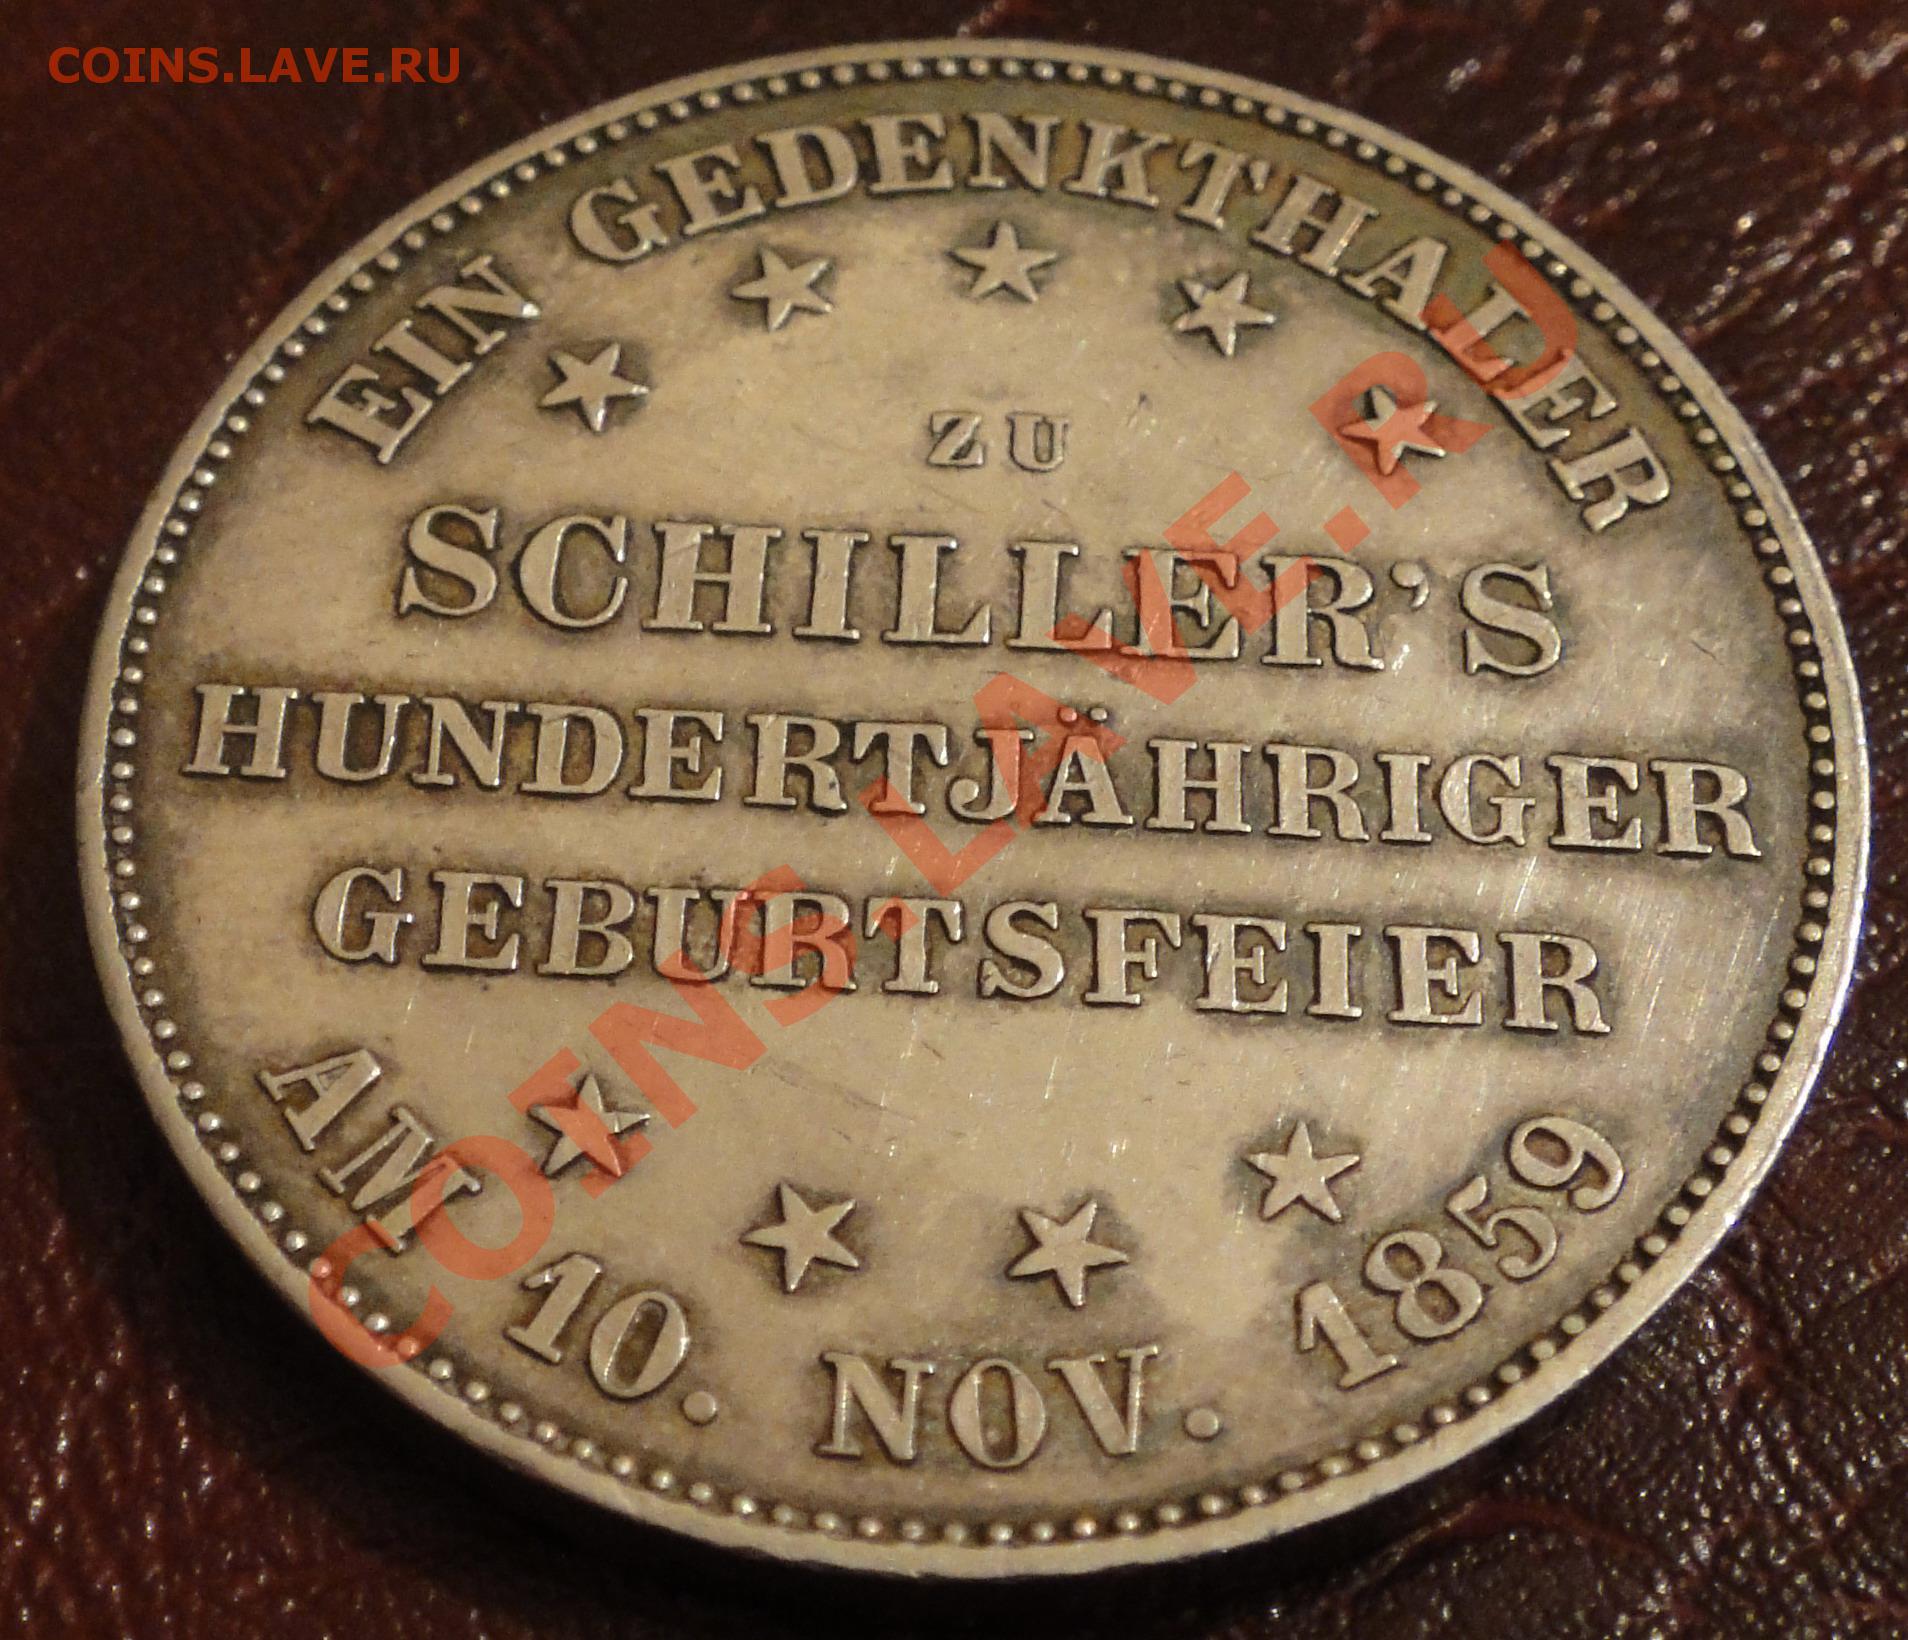 COINS.LAVE.RU
EIN GEDENKTHALER
ZU
SCHILLER'S
HUNDERTJÄHRIGER
GEBURTSFEIER
AM 10. NOV. 1859
COINS.LAVE.RU